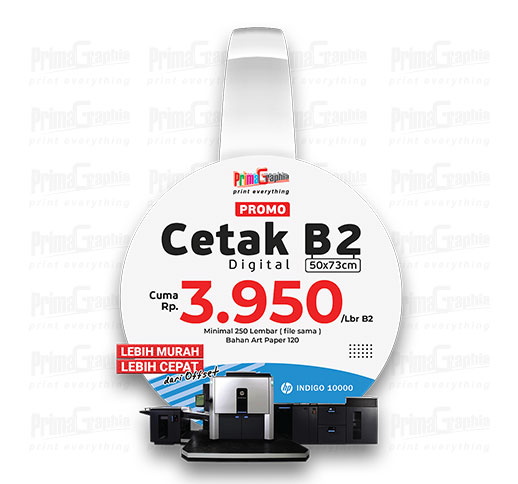 PrimaGraphia
print everything
PROMO
Cetak B2
Digital 50x73cm
Cuma
Rp. 3.950 /Lbr B2
Minimal 250 Lembar ( file sama )
Bahan Art Paper 120
LEBIH MURAH
LEBIH CEPAT
dari Offset
hp INDIGO 10000